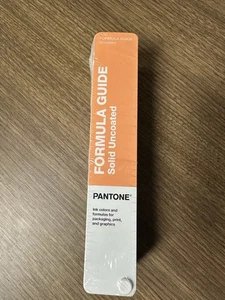 FORMULA GUIDE
Solid Uncoated
PANTONE®
Ink colors and
formulas for
packaging, print,
and graphics